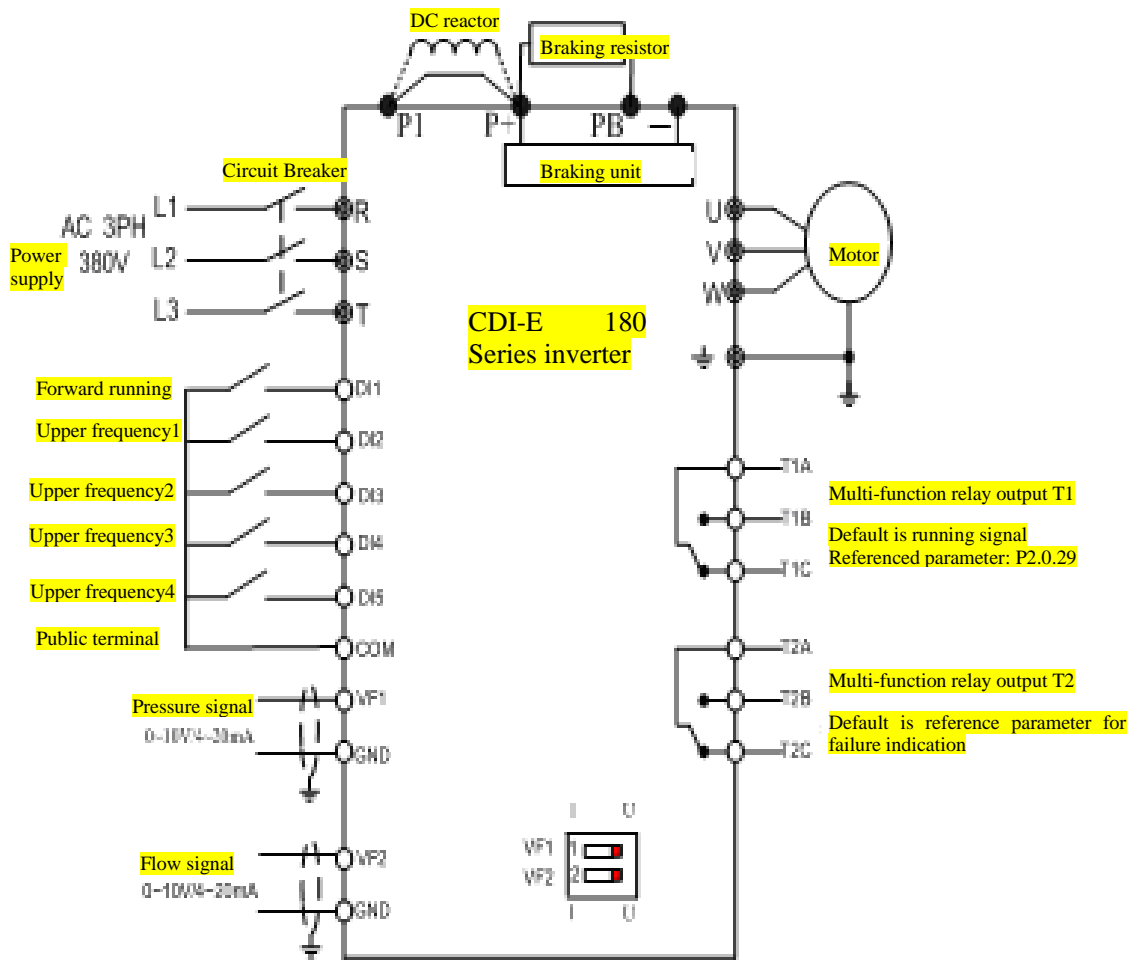 DC reactor
Braking resistor
P1
P+
PB
−
Braking unit
Circuit Breaker
L1
R
AC 3PH
380V
Power
supply
L2
S
L3
T
U
V
W
Motor
CDI-E 180
Series inverter
Forward running
DI1
Upper frequency1
DI2
Upper frequency2
DI3
Upper frequency3
DI4
Upper frequency4
DI5
Public terminal
COM
Pressure signal
0~10V/4~20mA
VF1
GND
Flow signal
0~10V/4~20mA
VF2
GND
T1A
T1B
T1C
Multi-function relay output T1
Default is running signal
Referenced parameter: P2.0.29
T2A
T2B
T2C
Multi-function relay output T2
Default is reference parameter for
failure indication
I U
VF1 1
VF2 2
I U